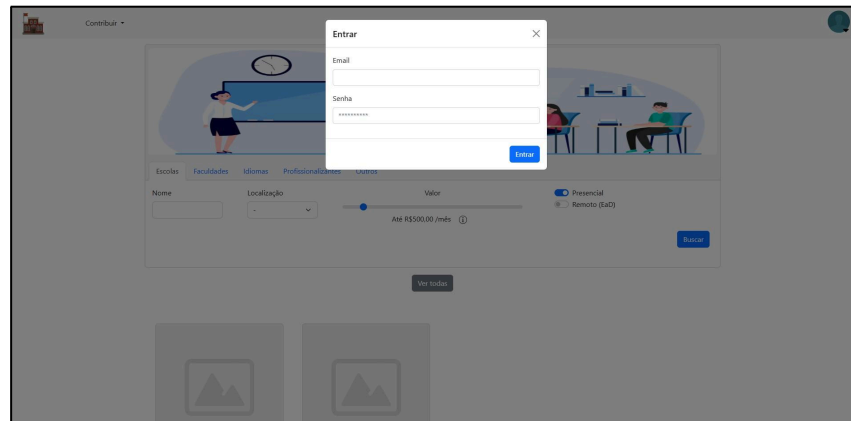 Contribuir
Entrar
Email
Senha
**********
Entrar
Escolas Faculdades Idiomas Profissionalizantes Outros
Nome Localização Valor Presencial
- Remoto (EaD)
Até R$500,00 /mês
Buscar
Ver todas